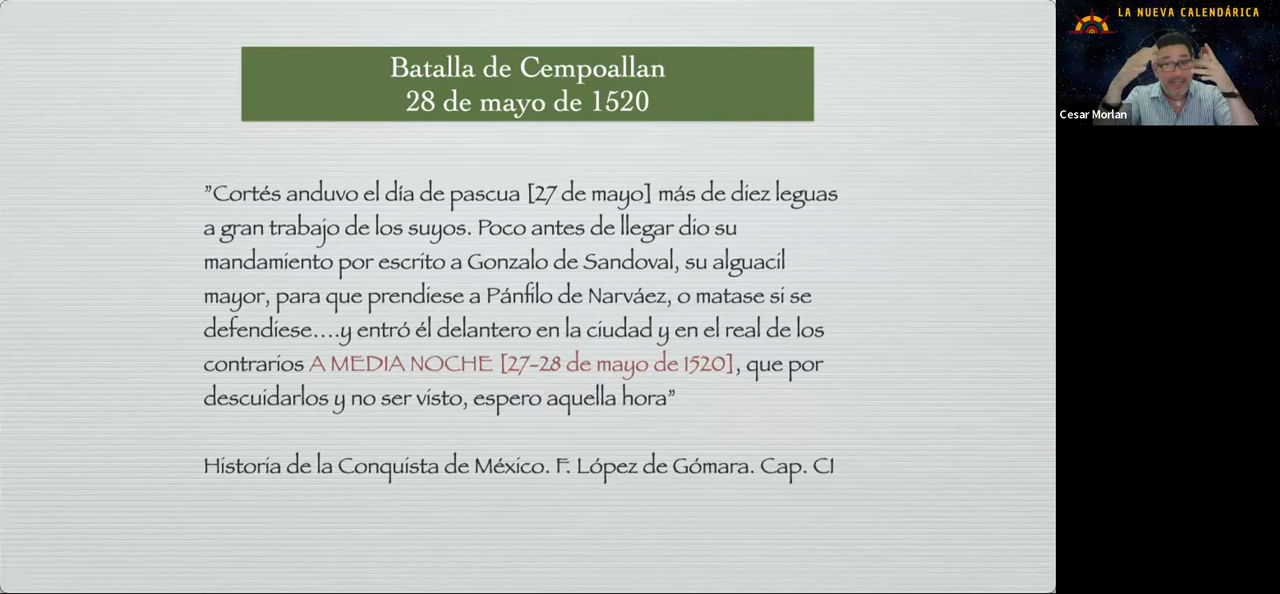 Batalla de Cempoallan
28 de mayo de 1520
”Cortés anduvo el día de pascua [27 de mayo] más de diez leguas
a gran trabajo de los suyos. Poco antes de llegar dio su
mandamiento por escrito a Gonzalo de Sandoval, su alguacil
mayor, para que prendiese a Pánfilo de Narváez, o matase si se
defendiese....y entró él delantero en la ciudad y en el real de los
contrarios A MEDIA NOCHE [27-28 de mayo de 1520], que por
descuidarlos y no ser visto, espero aquella hora”
Historia de la Conquista de México. F. López de Gómara. Cap. CI
LA NUEVA CALENDÁRICA
Cesar Morlan